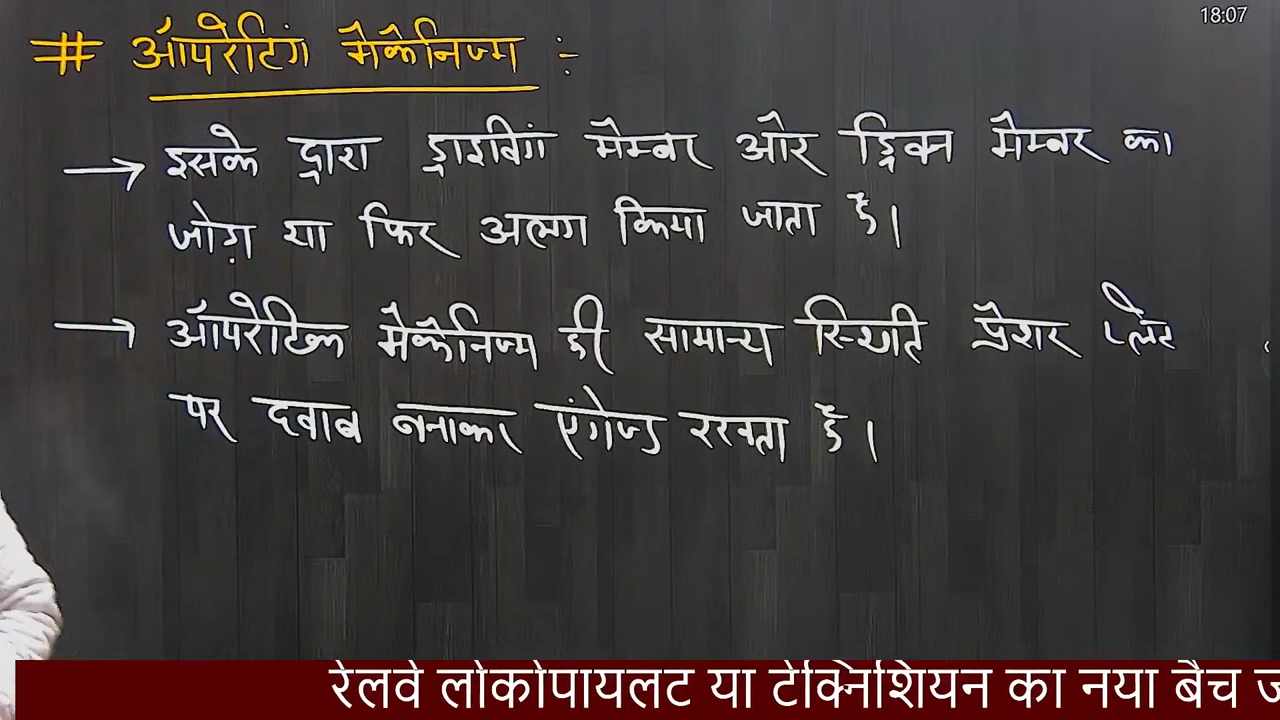 18:07
# ऑपरेटिंग मैकेनिज्म :-
→ इसके द्वारा ड्राइविंग मेम्बर और ड्रिवन मेम्बर का
जोड़ या फिर अलग किया जाता है।
→ ऑपरेटिंक मैकेनिज्म ही सामान्य स्थिति प्रेशर प्लेट
पर दवाब बनाकर एंगेज्ड रखता है।
रेलवे लोकोपायलट या टेक्निशियन का नया बैच ज